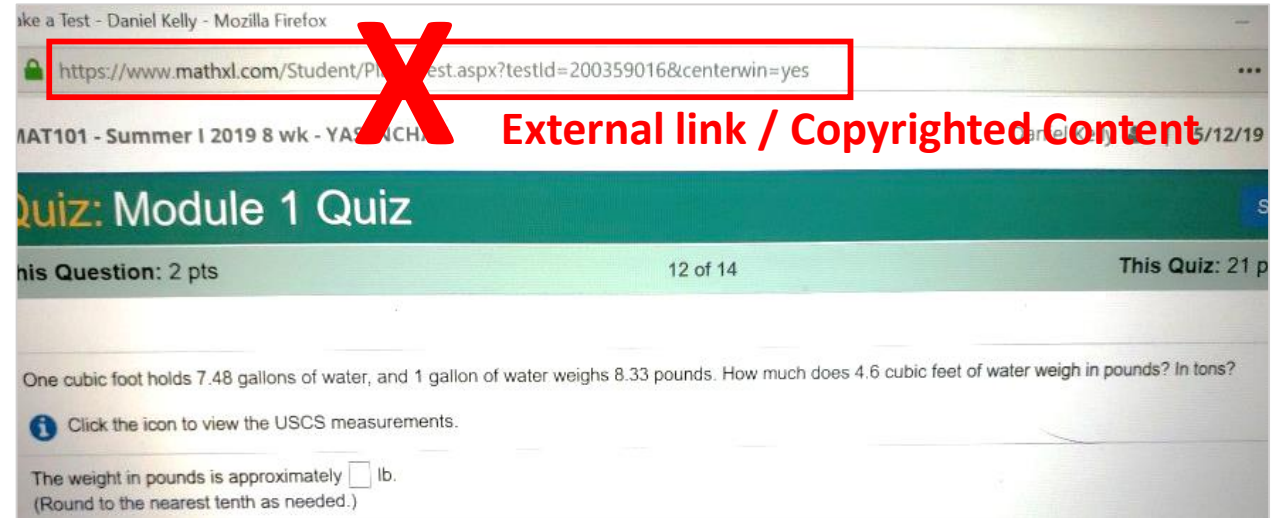 ake a Test - Daniel Kelly - Mozilla Firefox
https://www.mathxl.com/Student/Pl est.aspx?testId=200359016&centerwin=yes
X
MAT101 - Summer I 2019 8 wk - YAS NCHA
External link / Copyrighted Content
5/12/19
Quiz: Module 1 Quiz
S
his Question: 2 pts 12 of 14 This Quiz: 21 p
One cubic foot holds 7.48 gallons of water, and 1 gallon of water weighs 8.33 pounds. How much does 4.6 cubic feet of water weigh in pounds? In tons?
Click the icon to view the USCS measurements.
The weight in pounds is approximately lb.
(Round to the nearest tenth as needed.)